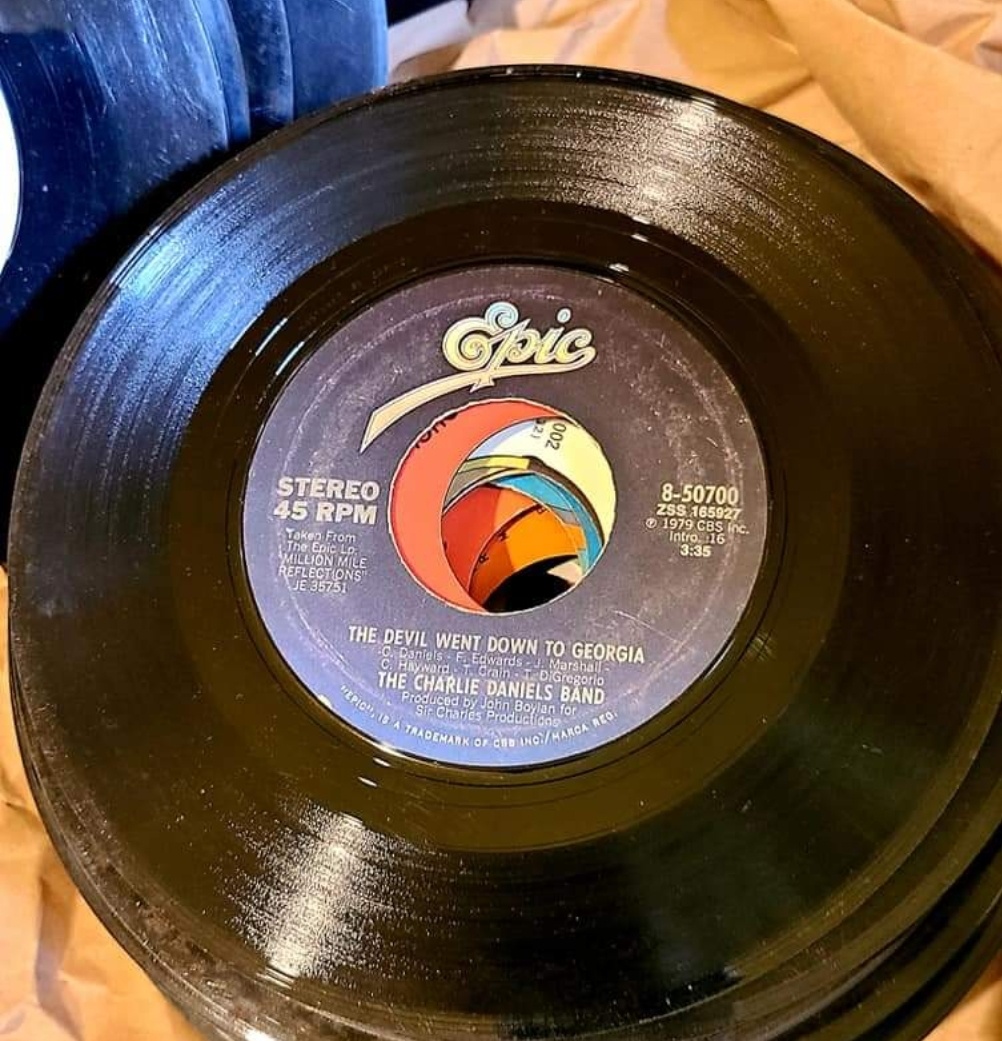 Epic
STEREO
45 RPM
Taken From
The Epic Lp:
"MILLION MILE
REFLECTIONS"
JE 35751
8-50700
ZSS 165927
℗ 1979 CBS Inc.
Intro. :16
3:35
THE DEVIL WENT DOWN TO GEORGIA
-C. Daniels - F. Edwards - J. Marshall -
C. Hayward - T. Crain - T. DiGregorio
THE CHARLIE DANIELS BAND
Produced by John Boylan for
Sir Charles Productions
"EPIC", IS A TRADEMARK OF CBS INC./MARCA REG.
002